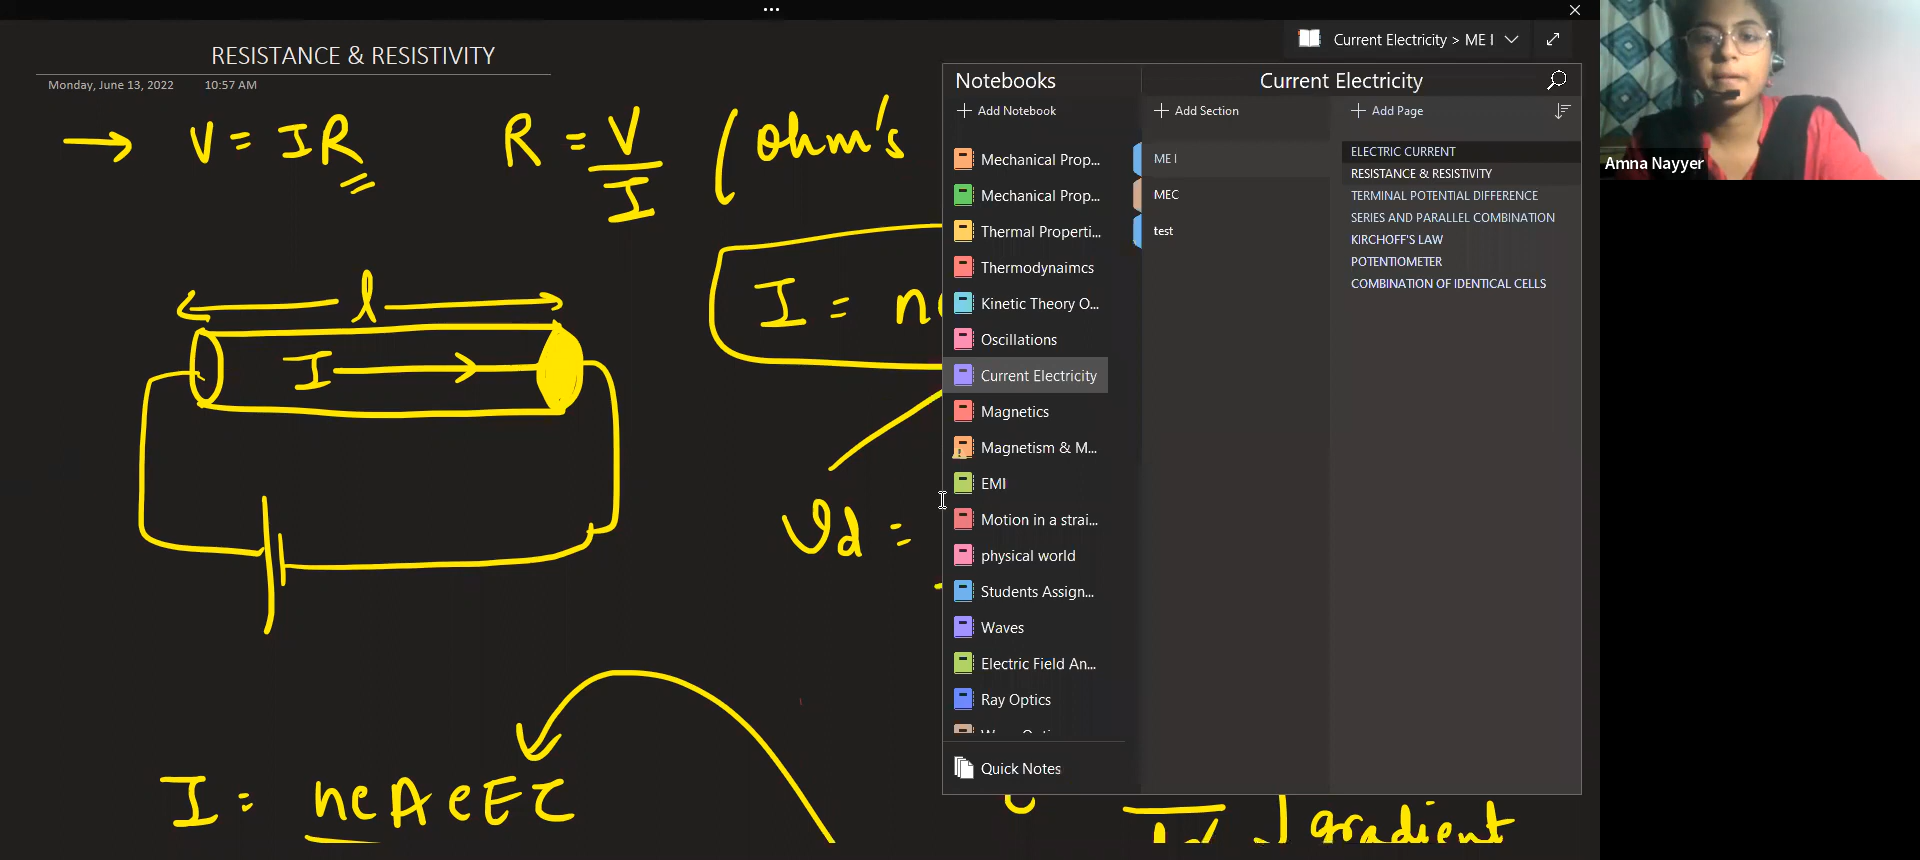 RESISTANCE & RESISTIVITY
Monday, June 13, 2022 10:57 AM
Current Electricity > ME I
Amna Nayyer
V = IR R = V/I (ohm's
l
I
I = n
vd =
I = neAeEτ
gradient
Notebooks
Add Notebook
Mechanical Prop...
Mechanical Prop...
Thermal Properti...
Thermodynaimcs
Kinetic Theory O...
Oscillations
Current Electricity
Magnetics
Magnetism & M...
EMI
Motion in a strai...
physical world
Students Assign...
Waves
Electric Field An...
Ray Optics
Quick Notes
Current Electricity
Add Section
ME I
MEC
test
Add Page
ELECTRIC CURRENT
RESISTANCE & RESISTIVITY
TERMINAL POTENTIAL DIFFERENCE
SERIES AND PARALLEL COMBINATION
KIRCHOFF'S LAW
POTENTIOMETER
COMBINATION OF IDENTICAL CELLS